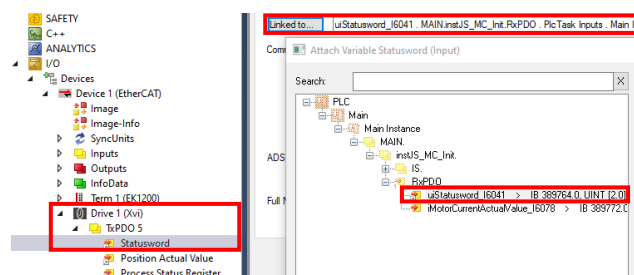 SAFETY
C++
ANALYTICS
I/O
Devices
Device 1 (EtherCAT)
Image
Image-Info
SyncUnits
Inputs
Outputs
InfoData
Term 1 (EK1200)
Drive 1 (Xvi)
TxPDO 5
Statusword
Position Actual Value
Process Status Register
Linked to...
uiStatusword_I6041 . MAIN.instJS_MC_Init.RxPDO . PlcTask Inputs . Main I
Com
ADS
Full N
Attach Variable Statusword (Input)
Search:
X
PLC
Main
Main Instance
MAIN.
instJS_MC_Init.
IS.
RxPDO
uiStatusword_I6041 > IB 389764.0, UINT [2.0]
iMotorCurrentActualValue_I6078 > IB 389772.0